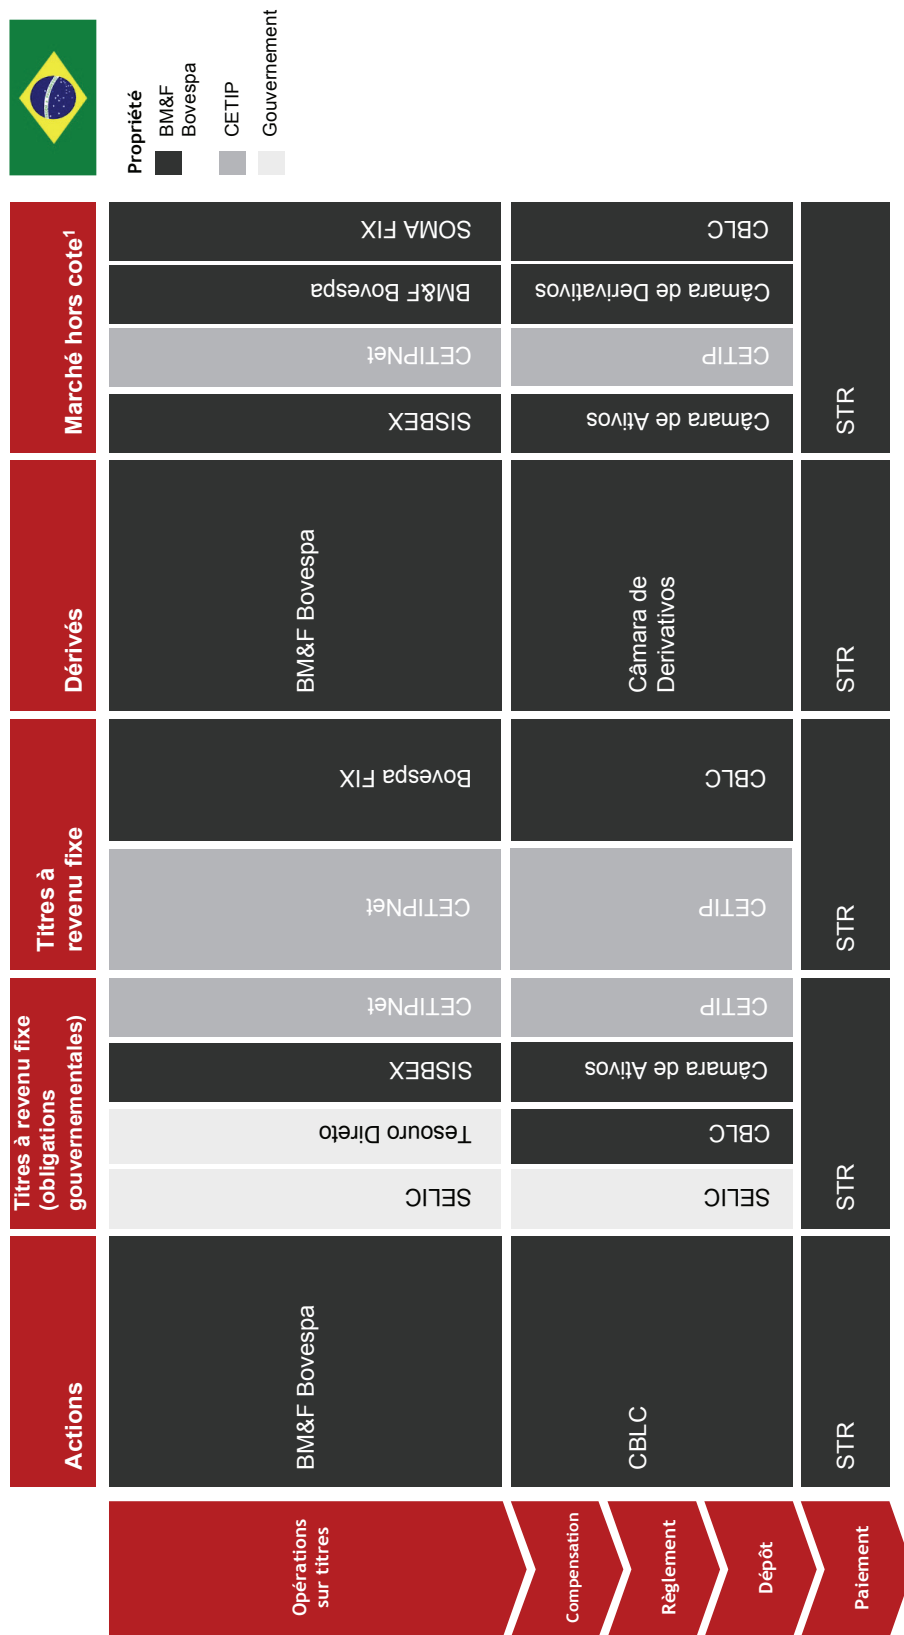 Propriété
BM&F
Bovespa
CETIP
Gouvernement
Actions
Titres à revenu fixe
(obligations
gouvernementales)
Titres à
revenu fixe
Dérivés
Marché hors cote¹
Opérations
sur titres
BM&F Bovespa
SELIC
Tesouro Direto
SISBEX
CETIPNet
CETIPNet
Bovespa FIX
BM&F Bovespa
SISBEX
CETIPNet
BM&F Bovespa
SOMA FIX
Compensation
Règlement
Dépôt
CBLC
SELIC
CBLC
Câmara de Ativos
CETIP
CETIP
CBLC
Câmara de
Derivativos
Câmara de Ativos
CETIP
Câmara de Derivativos
CBLC
Paiement
STR
STR
STR
STR
STR